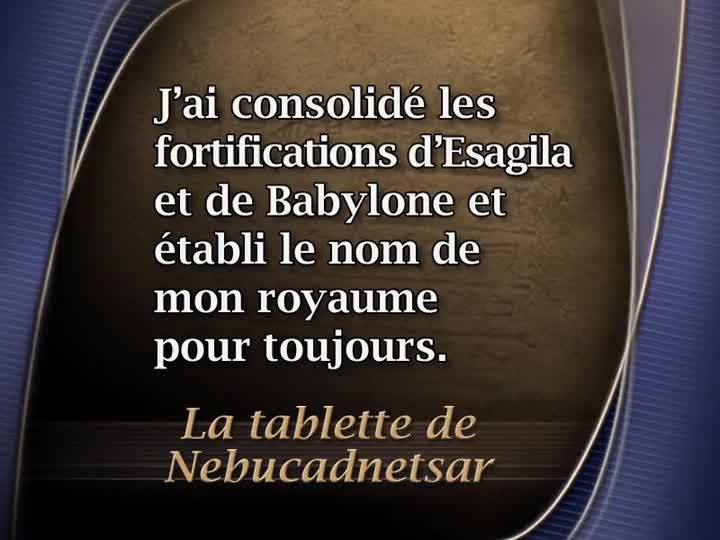 J’ai consolidé les
fortifications d’Esagila
et de Babylone et
établi le nom de
mon royaume
pour toujours.
La tablette de
Nebucadnetsar